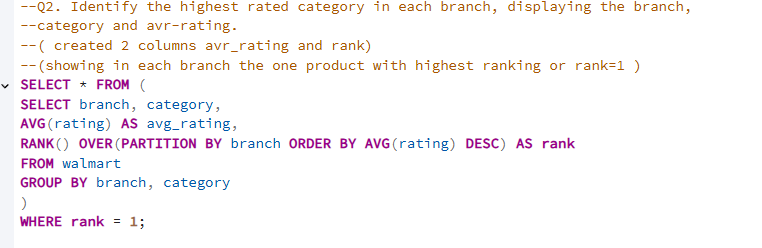 --Q2. Identify the highest rated category in each branch, displaying the branch,
--category and avr-rating.
--( created 2 columns avr_rating and rank)
--(showing in each branch the one product with highest ranking or rank=1 )
SELECT * FROM (
SELECT branch, category,
AVG(rating) AS avg_rating,
RANK() OVER(PARTITION BY branch ORDER BY AVG(rating) DESC) AS rank
FROM walmart
GROUP BY branch, category
)
WHERE rank = 1;